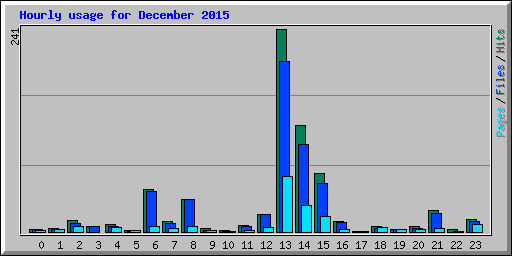 Hourly usage for December 2015
241
Pages/Files/Hits
0 1 2 3 4 5 6 7 8 9 10 11 12 13 14 15 16 17 18 19 20 21 22 23